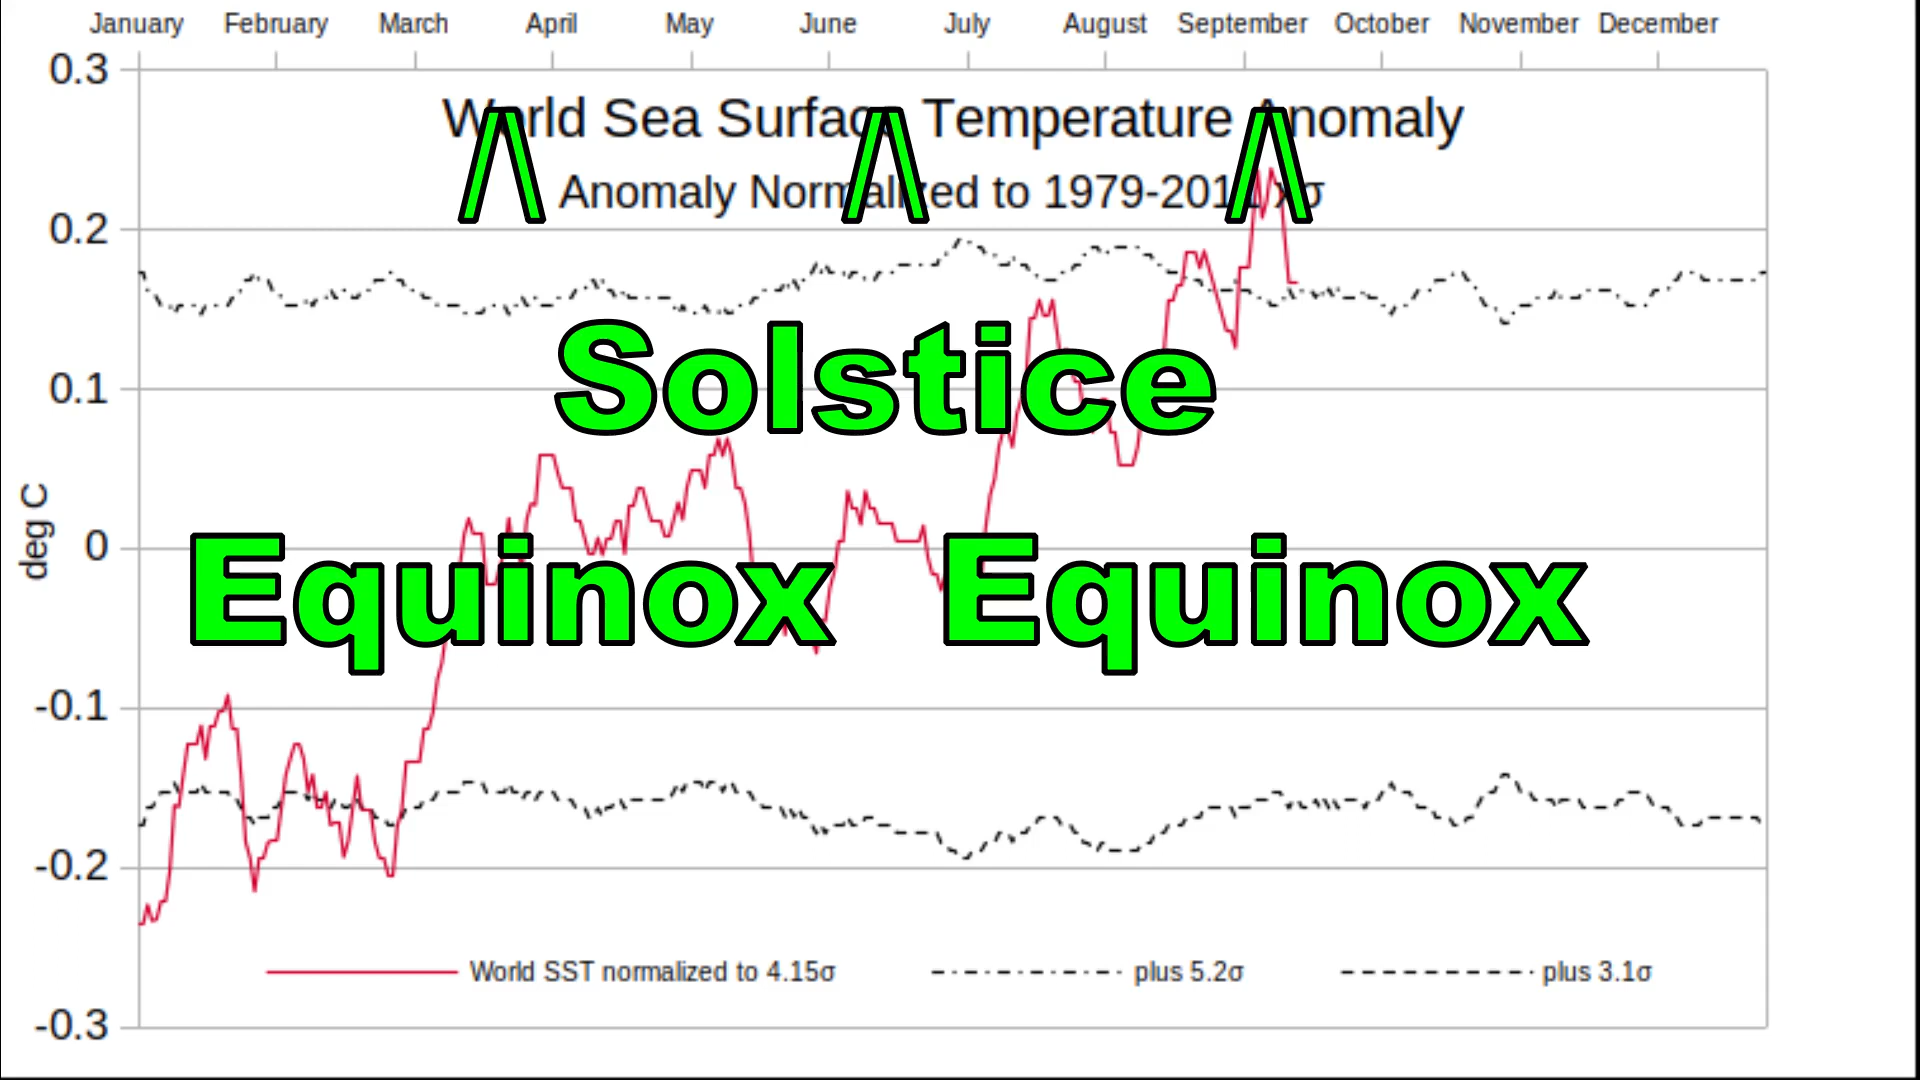 January February March April May June July August September October November December
0.3
World Sea Surface Temperature Anomaly
Anomaly Normalized to
0.2
0.1
Solstice
deg C
0
Equinox Equinox
-0.1
-0.2
World SST normalized to 4.15σ plus 5.2σ plus 3.1σ
-0.3